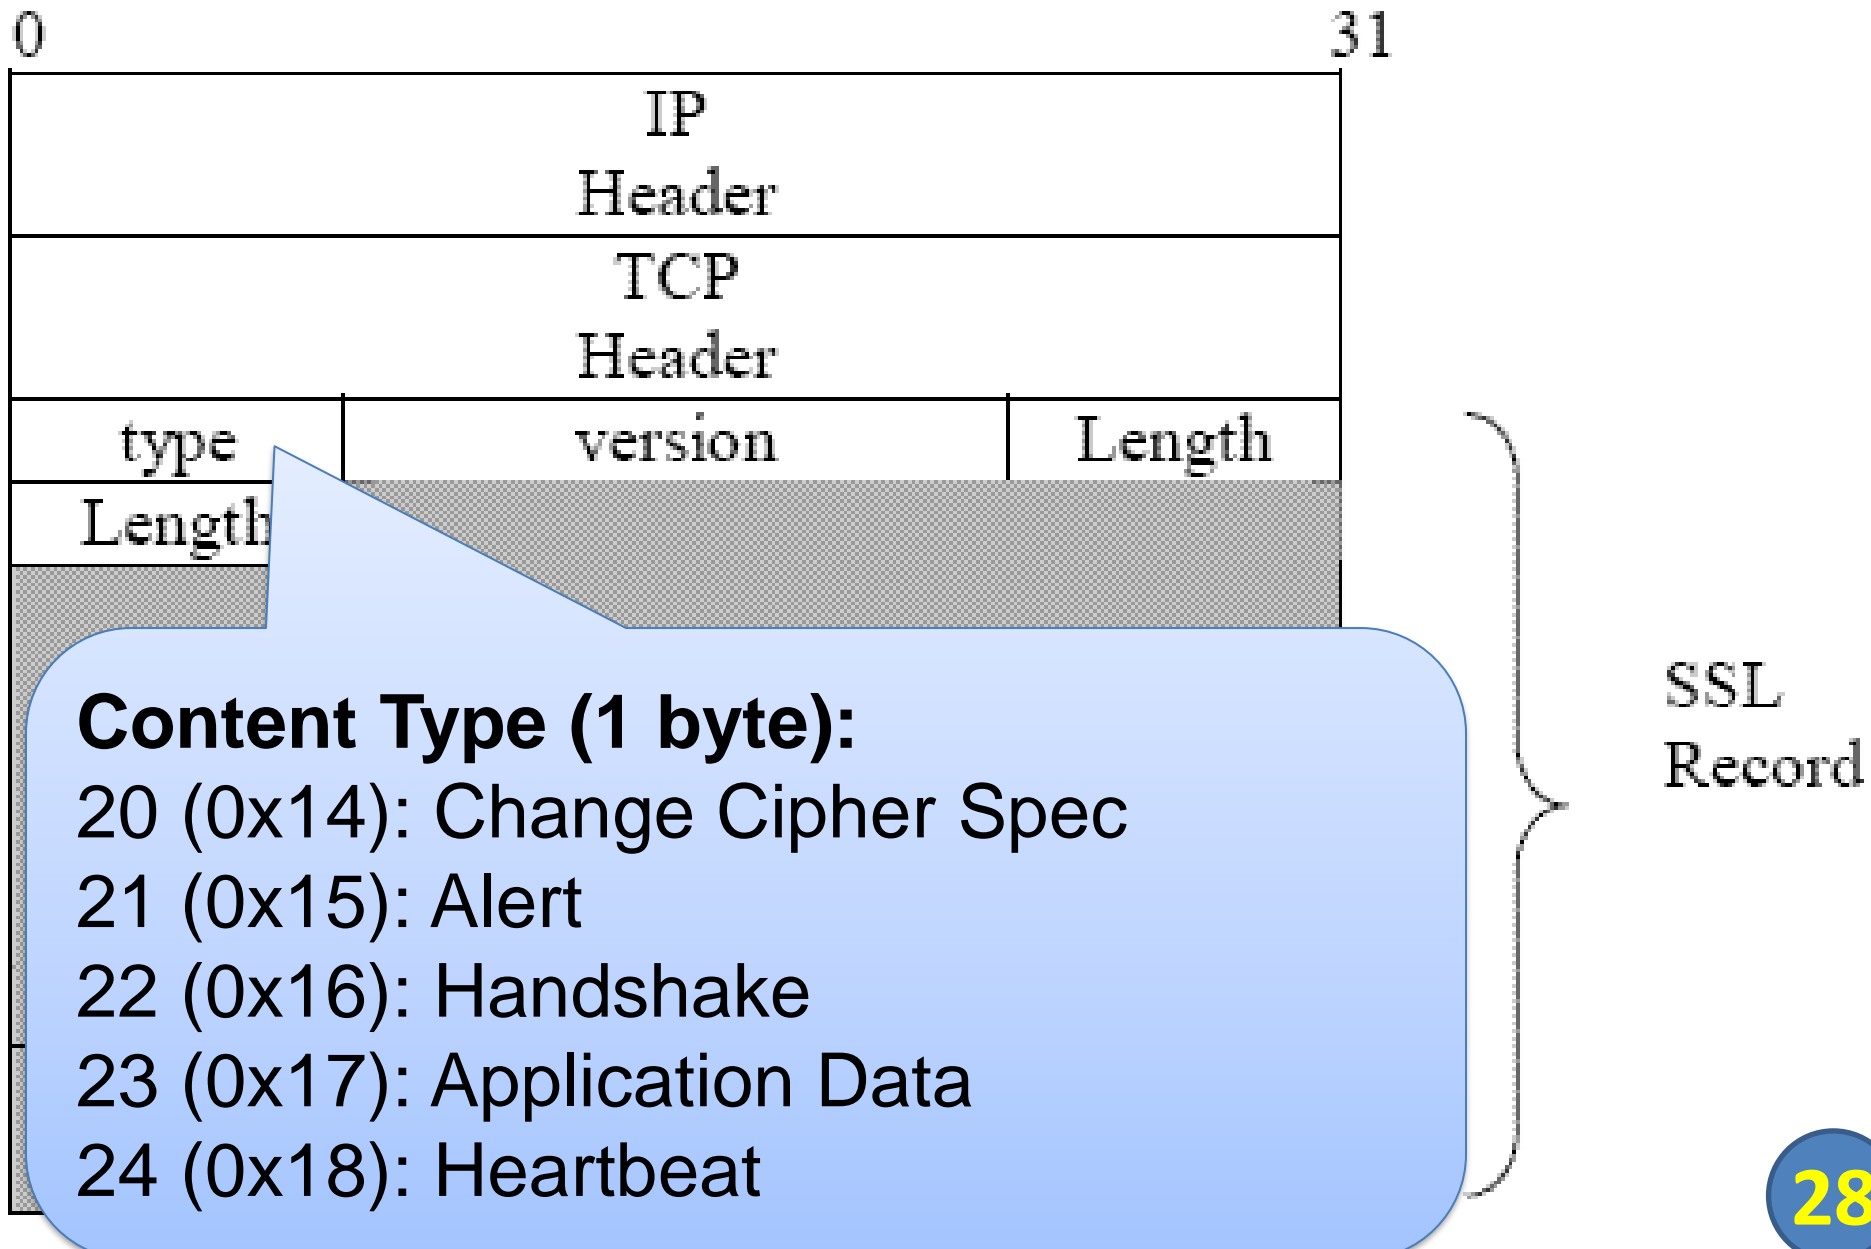 0 31
IP
Header
TCP
Header
type version Length
Length
Content Type (1 byte):
20 (0x14): Change Cipher Spec
21 (0x15): Alert
22 (0x16): Handshake
23 (0x17): Application Data
24 (0x18): Heartbeat
SSL
Record
28